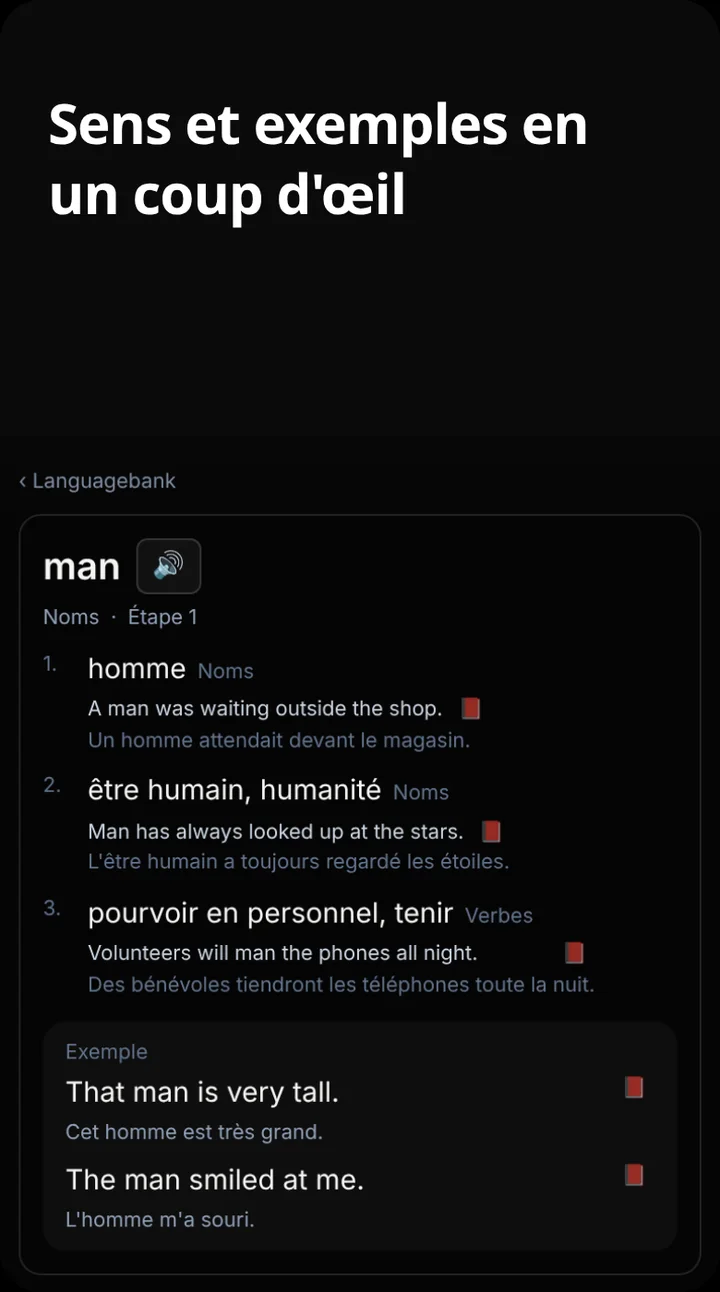 Sens et exemples en
un coup d'œil
‹ Languagebank
man
Noms · Étape 1
1. homme Noms
A man was waiting outside the shop.
Un homme attendait devant le magasin.
2. être humain, humanité Noms
Man has always looked up at the stars.
L'être humain a toujours regardé les étoiles.
3. pourvoir en personnel, tenir Verbes
Volunteers will man the phones all night.
Des bénévoles tiendront les téléphones toute la nuit.
Exemple
That man is very tall.
Cet homme est très grand.
The man smiled at me.
L'homme m'a souri.